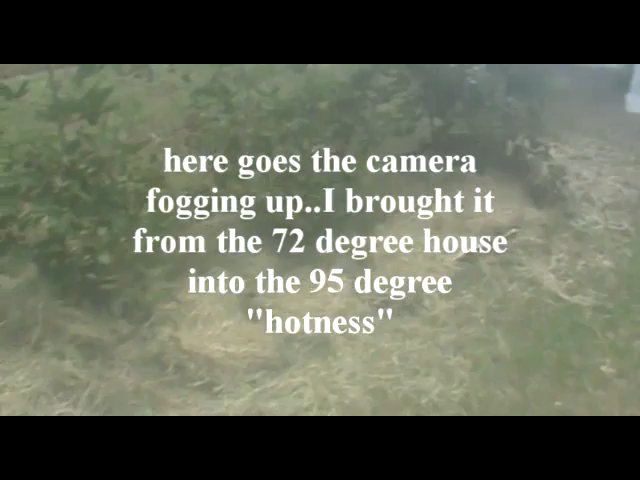 here goes the camera
fogging up..I brought it
from the 72 degree house
into the 95 degree
"hotness"